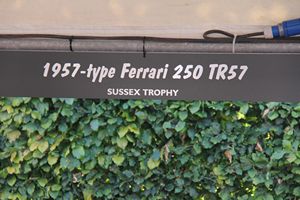 1957-type Ferrari 250 TR57
SUSSEX TROPHY